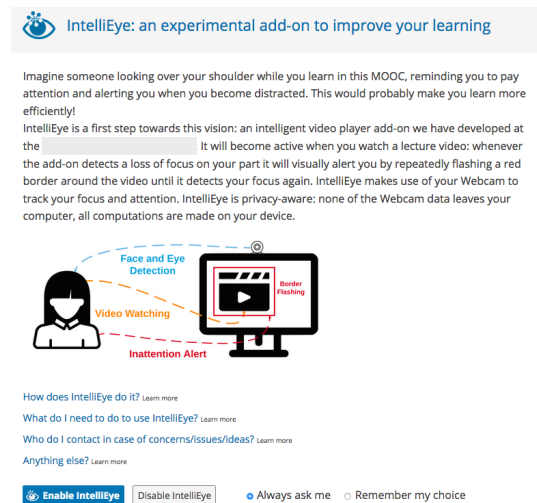 IntelliEye: an experimental add-on to improve your learning
Imagine someone looking over your shoulder while you learn in this MOOC, reminding you to pay
attention and alerting you when you become distracted. This would probably make you learn more
efficiently!
IntelliEye is a first step towards this vision: an intelligent video player add-on we have developed at
the . It will become active when you watch a lecture video: whenever
the add-on detects a loss of focus on your part it will visually alert you by repeatedly flashing a red
border around the video until it detects your focus again. IntelliEye makes use of your Webcam to
track your focus and attention. IntelliEye is privacy-aware: none of the Webcam data leaves your
computer, all computations are made on your device.
Face and Eye
Detection
Border
Flashing
Video Watching
Inattention Alert
How does IntelliEye do it? Learn more
What do I need to do to use IntelliEye? Learn more
Who do I contact in case of concerns/issues/ideas? Learn more
Anything else? Learn more
Enable IntelliEye Disable IntelliEye Always ask me Remember my choice